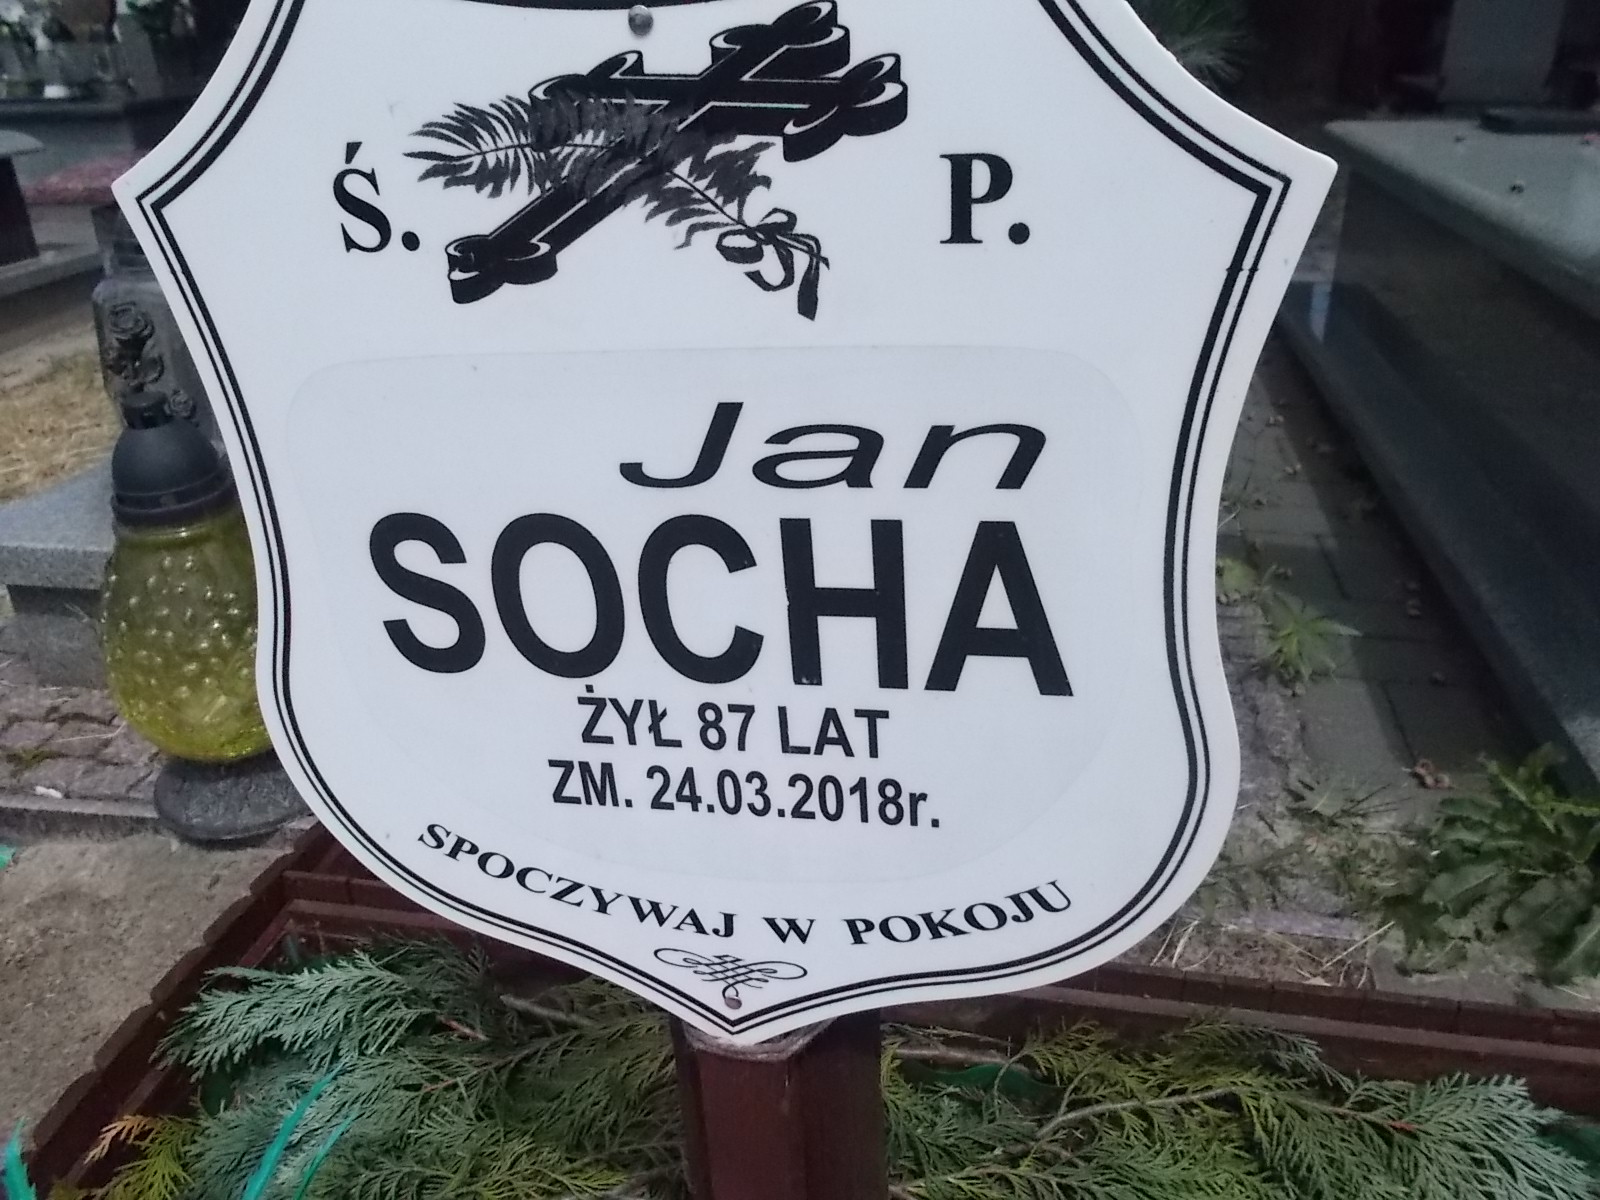 Ś. P.
Jan
SOCHA
ŻYŁ 87 LAT
ZM. 24.03.2018r.
SPOCZYWAJ W POKOJU